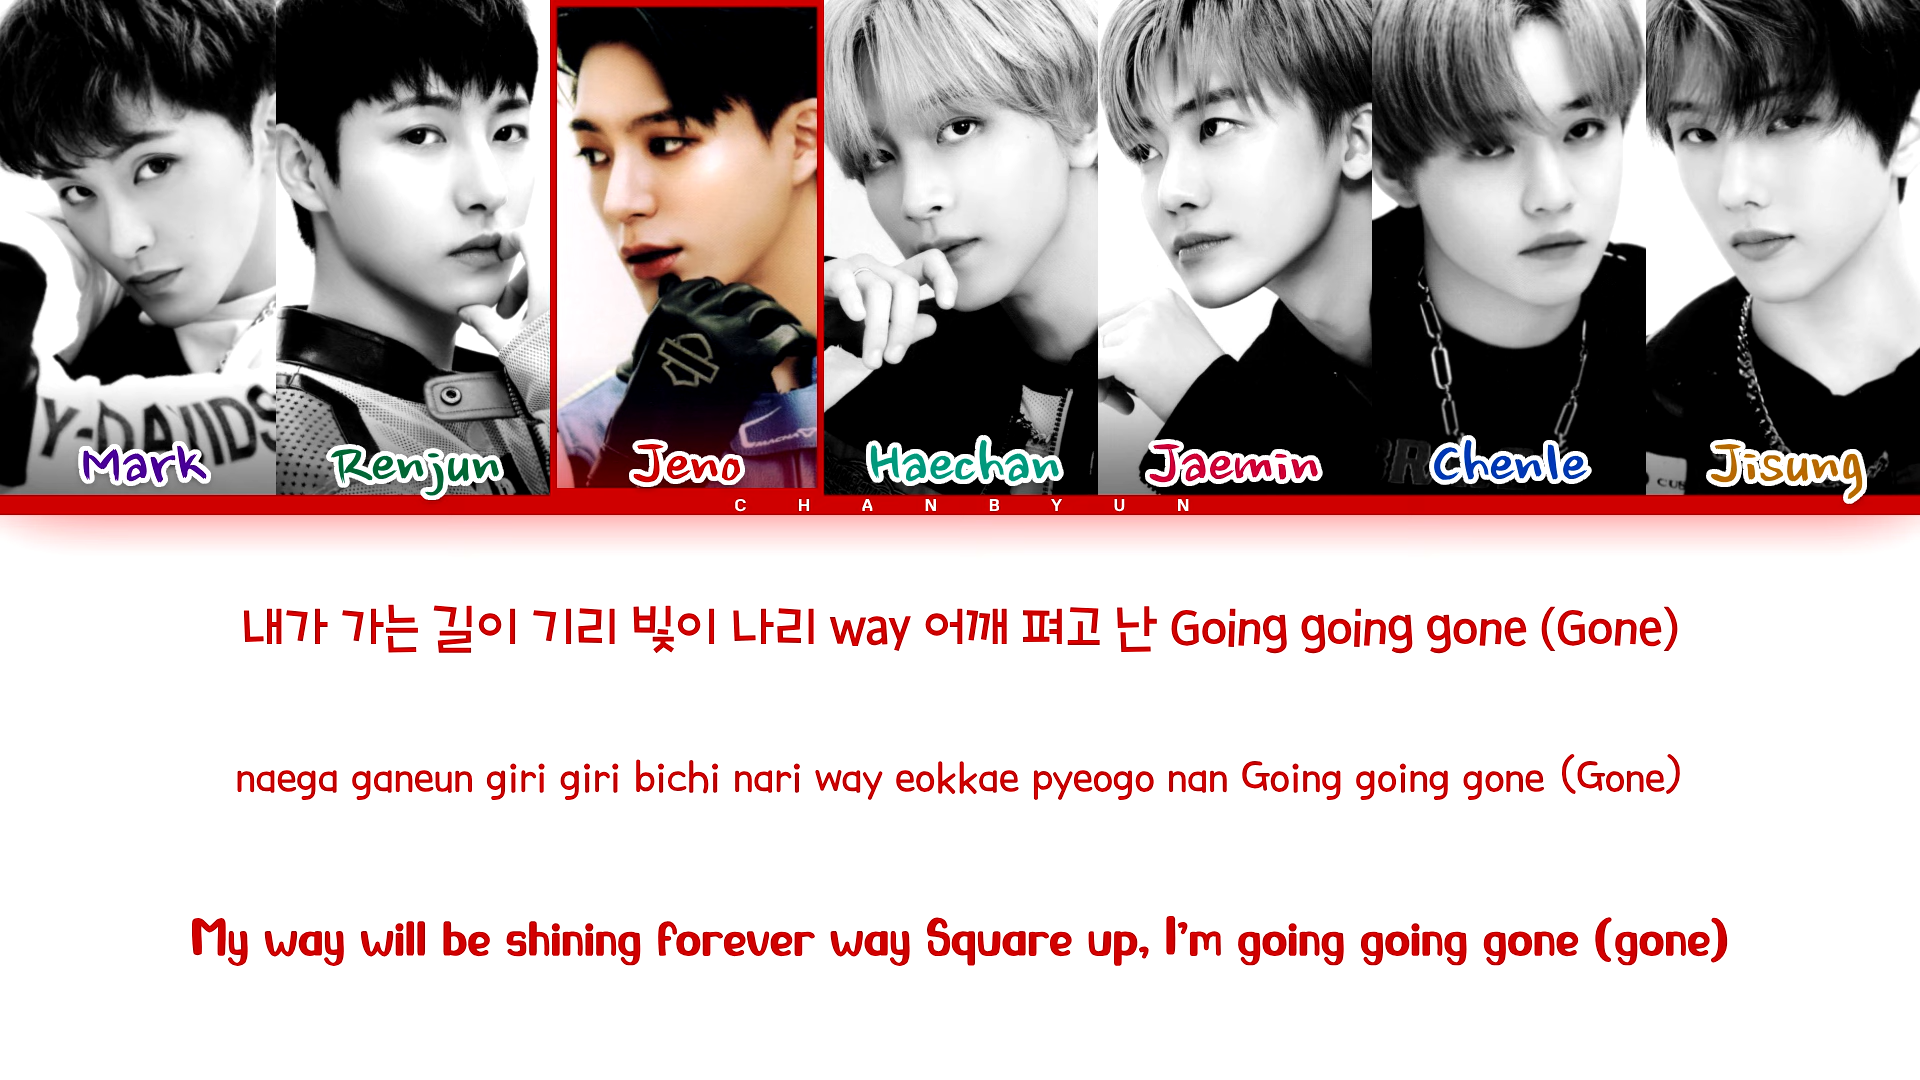 Y-DAVIDS
Mark
Renjun
Jeno
Haechan
Jaemin
Chenle
Jisung
CHANBYUN
내가 가는 길이 기리 빛이 나리 way 어깨 펴고 난 Going going gone (Gone)
naega ganeun giri giri bichi nari way eokkae pyeogo nan Going going gone (Gone)
My way will be shining forever way Square up, I'm going going gone (gone)